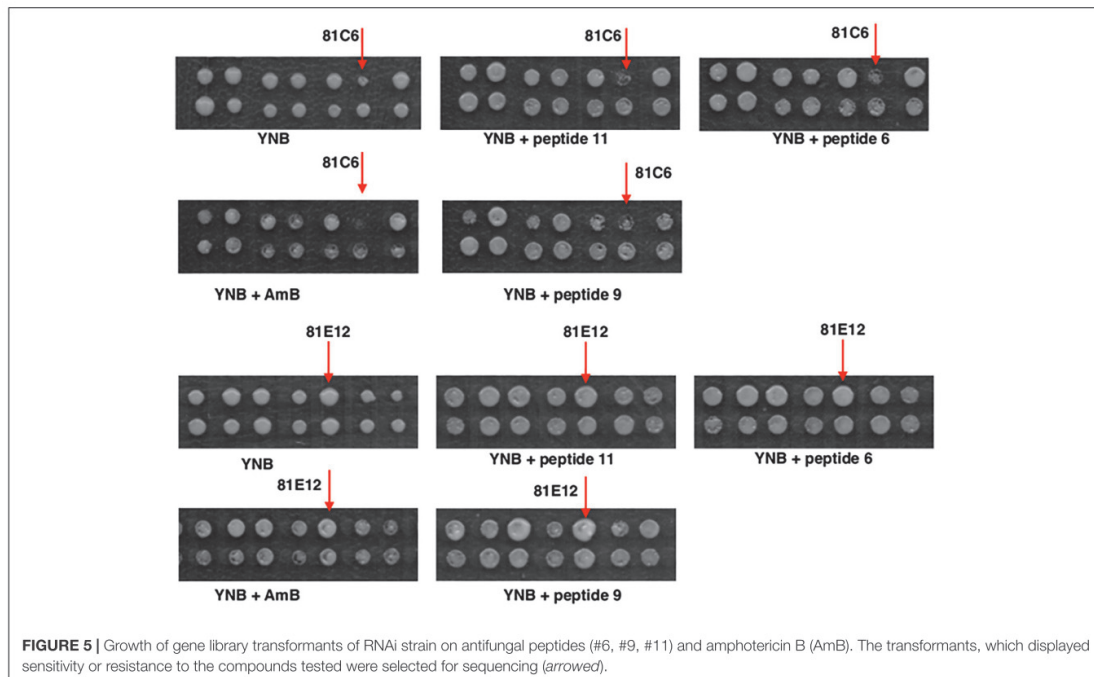 81C6
81C6
81C6
YNB
YNB + peptide 11
YNB + peptide 6
81C6
81C6
YNB + AmB
YNB + peptide 9
81E12
81E12
81E12
YNB
YNB + peptide 11
YNB + peptide 6
81E12
81E12
YNB + AmB
YNB + peptide 9
FIGURE 5 | Growth of gene library transformants of RNAi strain on antifungal peptides (#6, #9, #11) and amphotericin B (AmB). The transformants, which displayed
sensitivity or resistance to the compounds tested were selected for sequencing (arrowed).